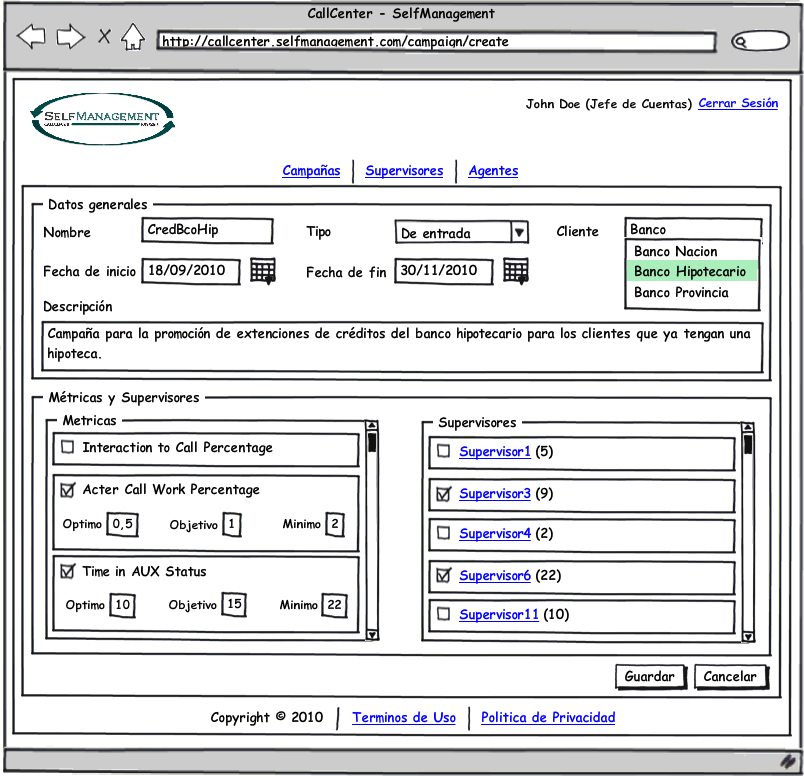 CallCenter - SelfManagement
http://callcenter.selfmanagement.com/campaign/create
SELFMANAGEMENT
John Doe (Jefe de Cuentas) Cerrar Sesión
Campañas Supervisores Agentes
Datos generales
Nombre CredBcoHip Tipo De entrada Cliente Banco
Banco Nacion
Banco Hipotecario
Banco Provincia
Fecha de inicio 18/09/2010 Fecha de fin 30/11/2010
Descripción
Campaña para la promoción de extenciones de créditos del banco hipotecario para los clientes que ya tengan una
hipoteca.
Métricas y Supervisores
Metricas
Interaction to Call Percentage
Acter Call Work Percentage
Optimo 0,5 Objetivo 1 Minimo 2
Time in AUX Status
Optimo 10 Objetivo 15 Minimo 22
Supervisores
Supervisor1 (5)
Supervisor3 (9)
Supervisor4 (2)
Supervisor6 (22)
Supervisor11 (10)
Guardar Cancelar
Copyright © 2010 Terminos de Uso Politica de Privacidad